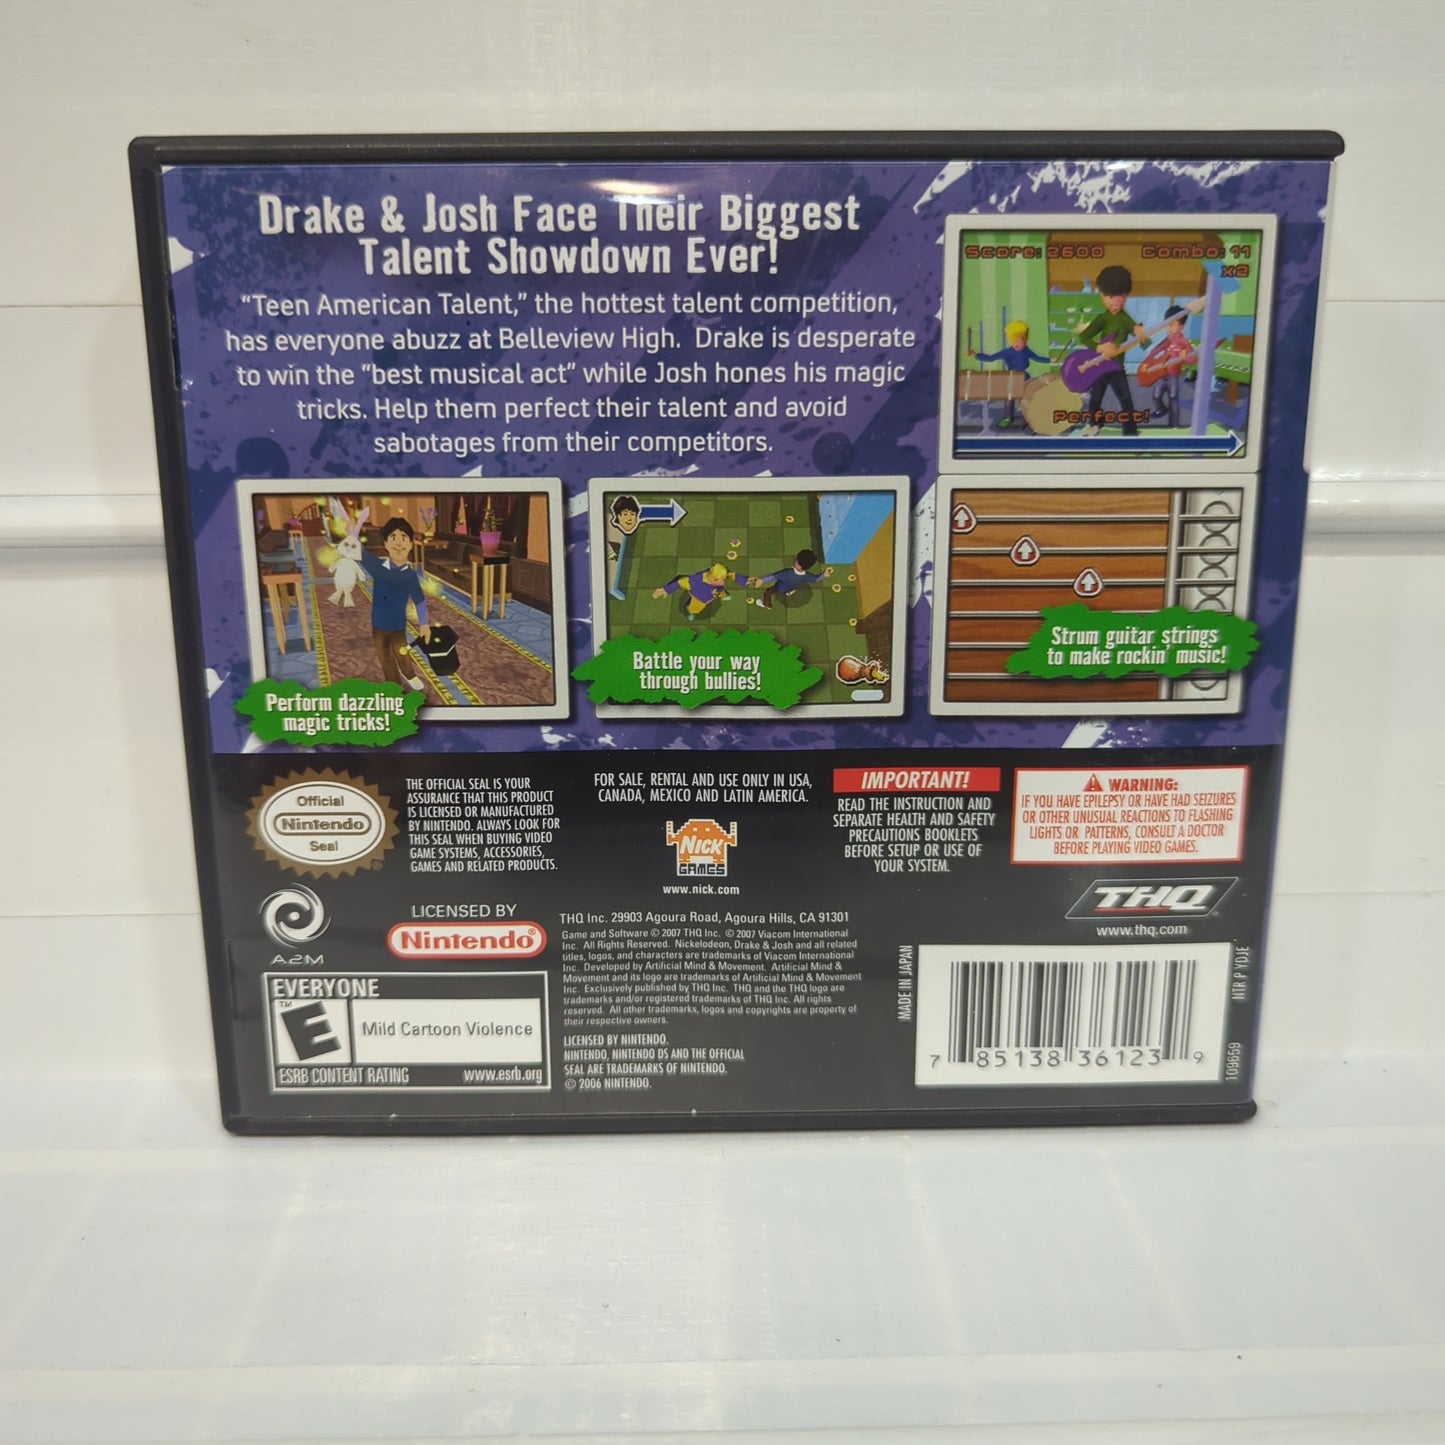 Drake & Josh Face Their Biggest
Talent Showdown Ever!
“Teen American Talent,” the hottest talent competition,
has everyone abuzz at Belleview High. Drake is desperate
to win the “best musical act” while Josh hones his magic
tricks. Help them perfect their talent and avoid
sabotages from their competitors.
Score: 2600 Combo: 11
x2
Perfect!
Perform dazzling
magic tricks!
Battle your way
through bullies!
Strum guitar strings
to make rockin' music!
Official
Nintendo
Seal
THE OFFICIAL SEAL IS YOUR
ASSURANCE THAT THIS PRODUCT
IS LICENSED OR MANUFACTURED
BY NINTENDO. ALWAYS LOOK FOR
THIS SEAL WHEN BUYING VIDEO
GAME SYSTEMS, ACCESSORIES,
GAMES AND RELATED PRODUCTS.
FOR SALE, RENTAL AND USE ONLY IN USA,
CANADA, MEXICO AND LATIN AMERICA.
NICK
GAMES
www.nick.com
IMPORTANT!
READ THE INSTRUCTION AND
SEPARATE HEALTH AND SAFETY
PRECAUTIONS BOOKLETS
BEFORE SETUP OR USE OF
YOUR SYSTEM.
WARNING:
IF YOU HAVE EPILEPSY OR HAVE HAD SEIZURES
OR OTHER UNUSUAL REACTIONS TO FLASHING
LIGHTS OR PATTERNS, CONSULT A DOCTOR
BEFORE PLAYING VIDEO GAMES.
A2M
LICENSED BY
Nintendo®
EVERYONE
TM
E
Mild Cartoon Violence
ESRB CONTENT RATING www.esrb.org
THQ Inc. 29903 Agoura Road, Agoura Hills, CA 91301
Game and Software © 2007 THQ Inc. © 2007 Viacom International
Inc. All Rights Reserved. Nickelodeon, Drake & Josh and all related
titles, logos, and characters are trademarks of Viacom International
Inc. Developed by Artificial Mind & Movement. Artificial Mind &
Movement and its logo are trademarks of Artificial Mind & Movement
Inc. Exclusively published by THQ Inc. THQ and the THQ logo are
trademarks and/or registered trademarks of THQ Inc. All rights
reserved. All other trademarks, logos and copyrights are property of
their respective owners.
LICENSED BY NINTENDO.
NINTENDO, NINTENDO DS AND THE OFFICIAL
SEAL ARE TRADEMARKS OF NINTENDO.
© 2006 NINTENDO.
THQ®
www.thq.com
MADE IN JAPAN
7 85138 36123 9
NTR P YDJE
109659